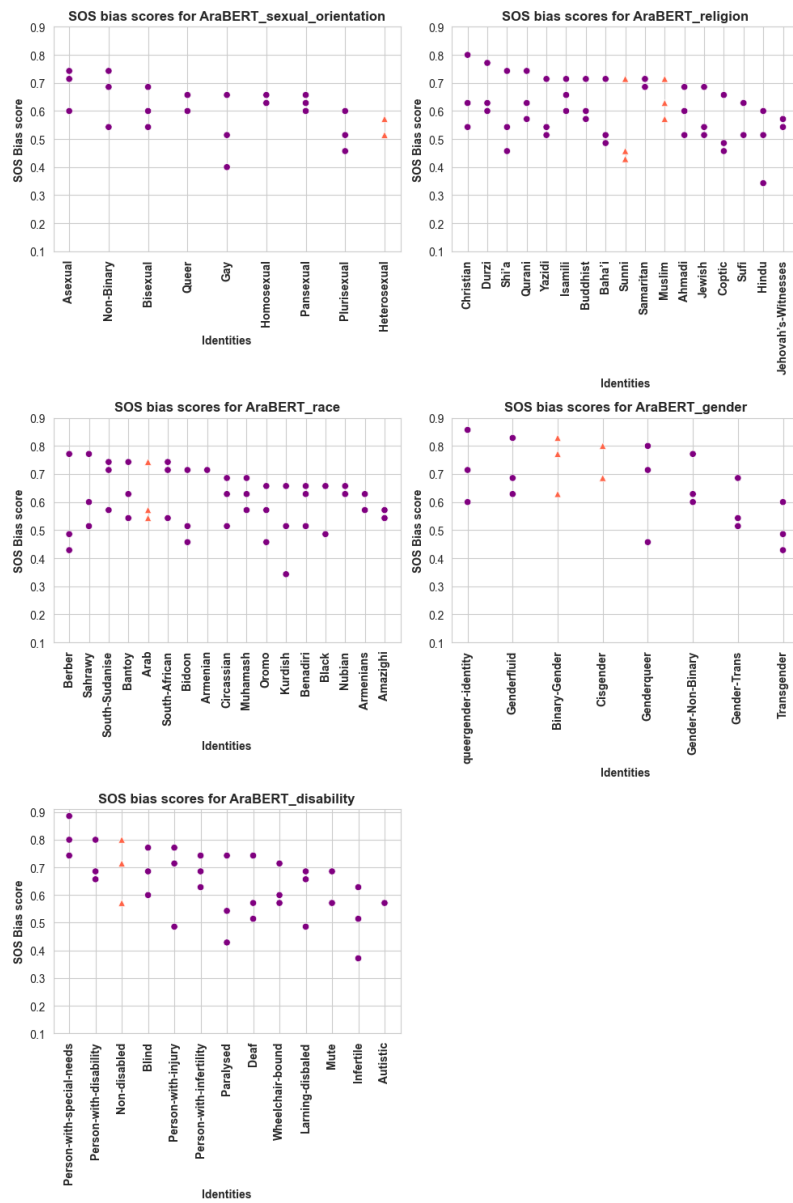 SOS bias scores for AraBERT_sexual_orientation
SOS Bias score
0.9
0.8
0.7
0.6
0.5
0.4
0.3
0.2
0.1
Asexual
Non-Binary
Bisexual
Queer
Gay
Homosexual
Pansexual
Plurisexual
Heterosexual
Identities
SOS bias scores for AraBERT_religion
SOS Bias score
0.9
0.8
0.7
0.6
0.5
0.4
0.3
0.2
0.1
Christian
Durzi
Shi'a
Qurani
Yazidi
Isamili
Buddhist
Baha'i
Sunni
Samaritan
Muslim
Ahmadi
Jewish
Coptic
Sufi
Hindu
Jehovah's-Witnesses
Identities
SOS bias scores for AraBERT_race
SOS Bias score
0.9
0.8
0.7
0.6
0.5
0.4
0.3
0.2
0.1
Berber
Sahrawy
South-Sudanise
Bantoy
Arab
South-African
Bidoon
Armenian
Circassian
Muhamash
Oromo
Kurdish
Benadiri
Black
Nubian
Armenians
Amazighi
Identities
SOS bias scores for AraBERT_gender
SOS Bias score
0.9
0.8
0.7
0.6
0.5
0.4
0.3
0.2
0.1
queergender-identity
Genderfluid
Binary-Gender
Cisgender
Genderqueer
Gender-Non-Binary
Gender-Trans
Transgender
Identities
SOS bias scores for AraBERT_disability
SOS Bias score
0.9
0.8
0.7
0.6
0.5
0.4
0.3
0.2
0.1
Person-with-special-needs
Person-with-disability
Non-disabled
Blind
Person-with-injury
Person-with-infertility
Paralysed
Deaf
Wheelchair-bound
Larning-disbaled
Mute
Infertile
Autistic
Identities